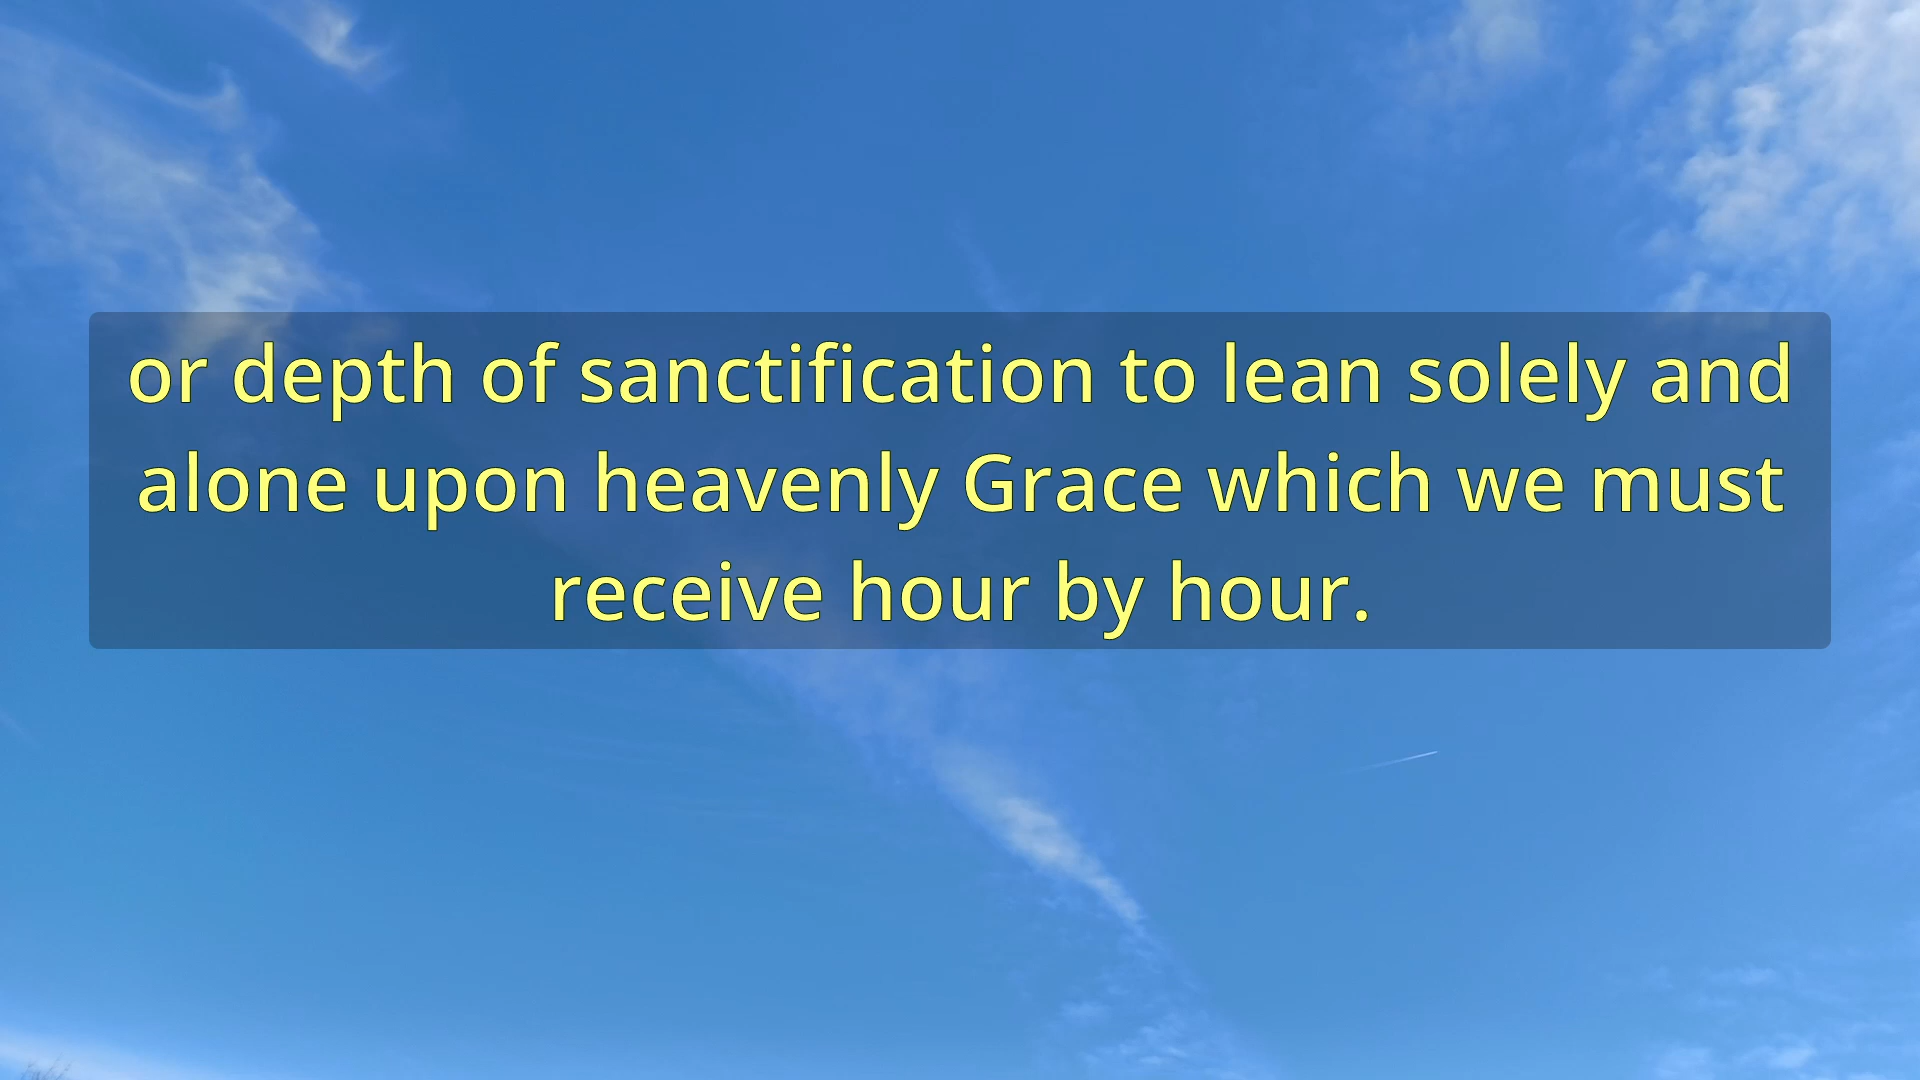 or depth of sanctification to lean solely and
alone upon heavenly Grace which we must
receive hour by hour.